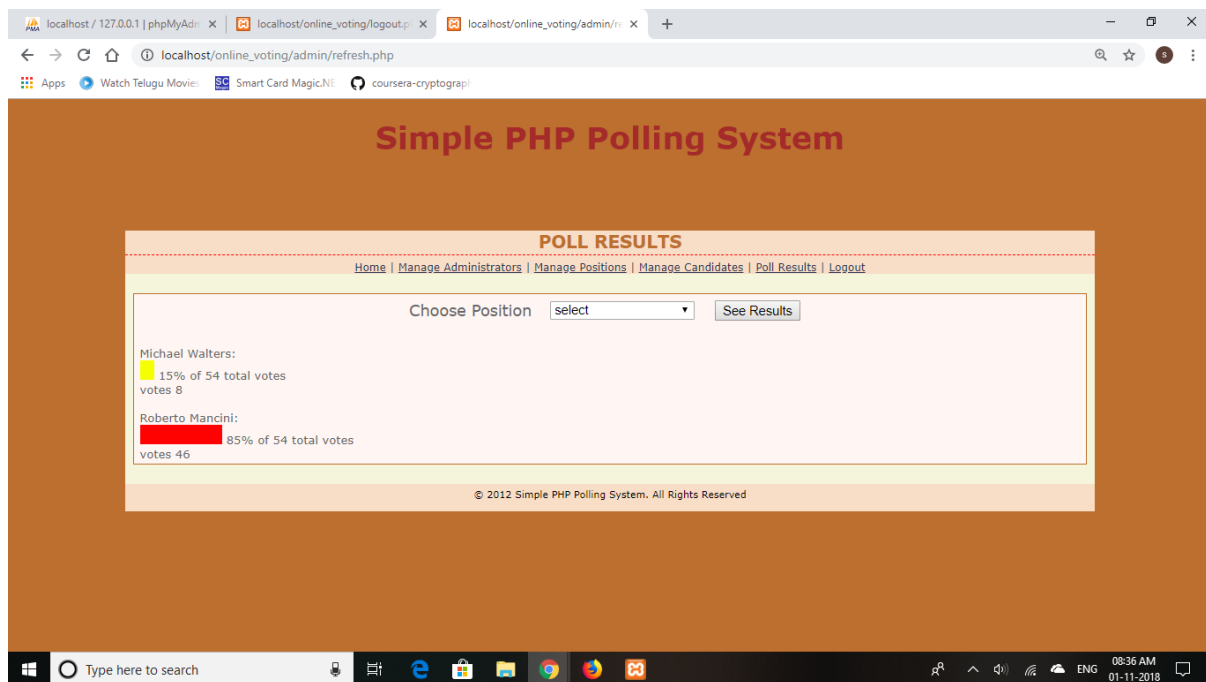 localhost / 127.0.0.1 | phpMyAdm
localhost/online_voting/logout.p
localhost/online_voting/admin/re
localhost/online_voting/admin/refresh.php
S
Apps
Watch Telugu Movies
SC
Smart Card Magic.NE
coursera-cryptograph
Simple PHP Polling System
POLL RESULTS
Home | Manage Administrators | Manage Positions | Manage Candidates | Poll Results | Logout
Choose Position select See Results
Michael Walters:
15% of 54 total votes
votes 8
Roberto Mancini:
85% of 54 total votes
votes 46
© 2012 Simple PHP Polling System. All Rights Reserved
Type here to search
ENG
08:36 AM
01-11-2018